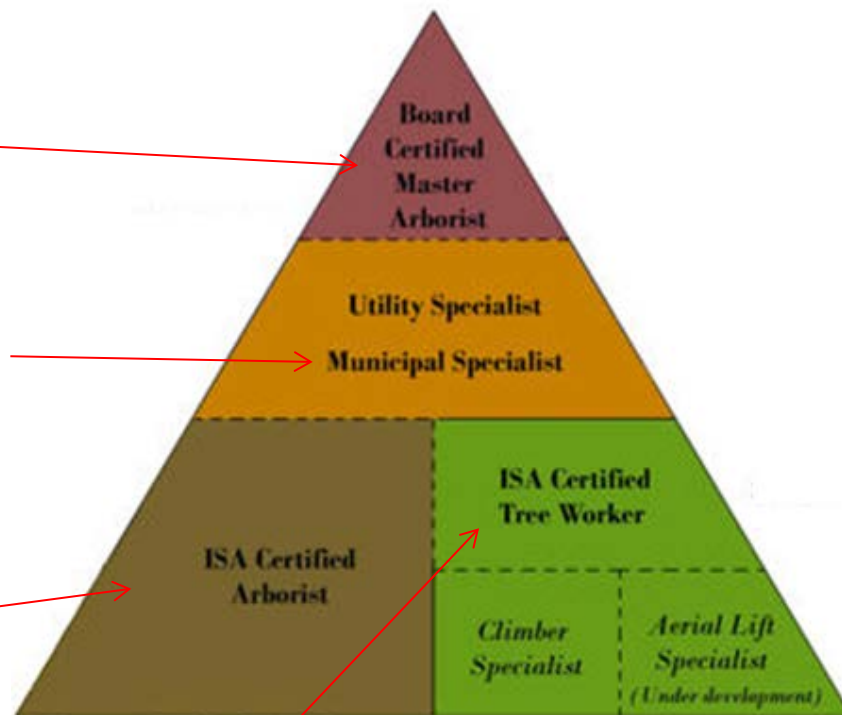 Board
Certified
Master
Arborist
Utility Specialist
Municipal Specialist
ISA Certified
Tree Worker
ISA Certified
Arborist
Climber
Specialist
Aerial Lift
Specialist
(Under development)